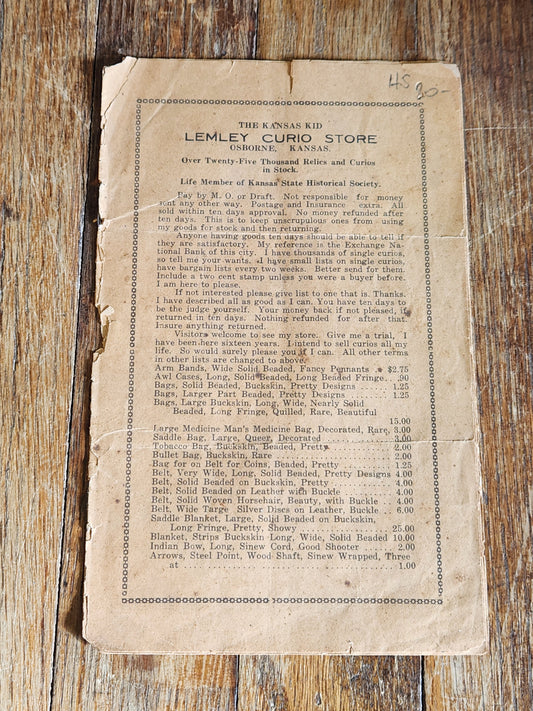 HS 30-
THE KANSAS KID
LEMLEY CURIO STORE
OSBORNE, KANSAS.
Over Twenty-Five Thousand Relics and Curios
in Stock.
Life Member of Kansas State Historical Society.
Pay by M. O. or Draft. Not responsible for money
sent any other way. Postage and Insurance extra. All
sold within ten days approval. No money refunded after
ten days. This is to keep unscrupulous ones from using
my goods for stock and then returning.
Anyone having goods ten days should be able to tell if
they are satisfactory. My reference is the Exchange Na-
tional Bank of this city. I have thousands of single curios,
so tell me your wants. I have small lists on single curios,
have bargain lists every two weeks. Better send for them.
Include a two cent stamp unless you were a buyer before.
I am here to please.
If not interested please give list to one that is. Thanks.
I have described all as good as I can. You have ten days to
be the judge yourself. Your money back if not pleased, if
returned in ten days. Nothing refunded for after that.
Insure anything returned.
Visitors welcome to see my store. Give me a trial, I
have been here sixteen years. I intend to sell curios all my
life. So would surely please you if I can. All other terms
in other lists are changed to above.
Arm Bands, Wide Solid Beaded, Fancy Pennants . $2.75
Awl Cases, Long, Solid Beaded, Long Beaded Fringe.. .90
Bags, Solid Beaded, Buckskin, Pretty Designs ...... 1.25
Bags, Larger Part Beaded, Pretty Designs ......... 1.25
Bags, Large Buckskin, Long, Wide, Nearly Solid
Beaded, Long Fringe, Quilled, Rare, Beautiful
15.00
Large Medicine Man's Medicine Bag, Decorated, Rare, 3.00
Saddle Bag, Large, Queer, Decorated .............. 3.00
Tobacco Bag, Buckskin, Beaded, Pretty ............ 2.00
Bullet Bag, Buckskin, Rare ...................... 2.00
Bag for on Belt for Coins, Beaded, Pretty ......... 1.25
Belt, Very Wide, Long, Solid Beaded, Pretty Designs 4.00
Belt, Solid Beaded on Buckskin, Pretty ........... 4.00
Belt, Solid Beaded on Leather with Buckle ........ 4.00
Belt, Solid Woven Horsehair, Beauty, with Buckle .. 4.00
Belt, Wide Targe Silver Discs on Leather, Buckle .. 6.00
Saddle Blanket, Large, Solid Beaded on Buckskin,
Long Fringe, Pretty, Showy .................. 25.00
Blanket, Strips Buckskin Long, Wide, Solid Beaded 10.00
Indian Bow, Long, Sinew Cord, Good Shooter ...... 2.00
Arrows, Steel Point, Wood Shaft, Sinew Wrapped, Three
at ........................................ 1.00